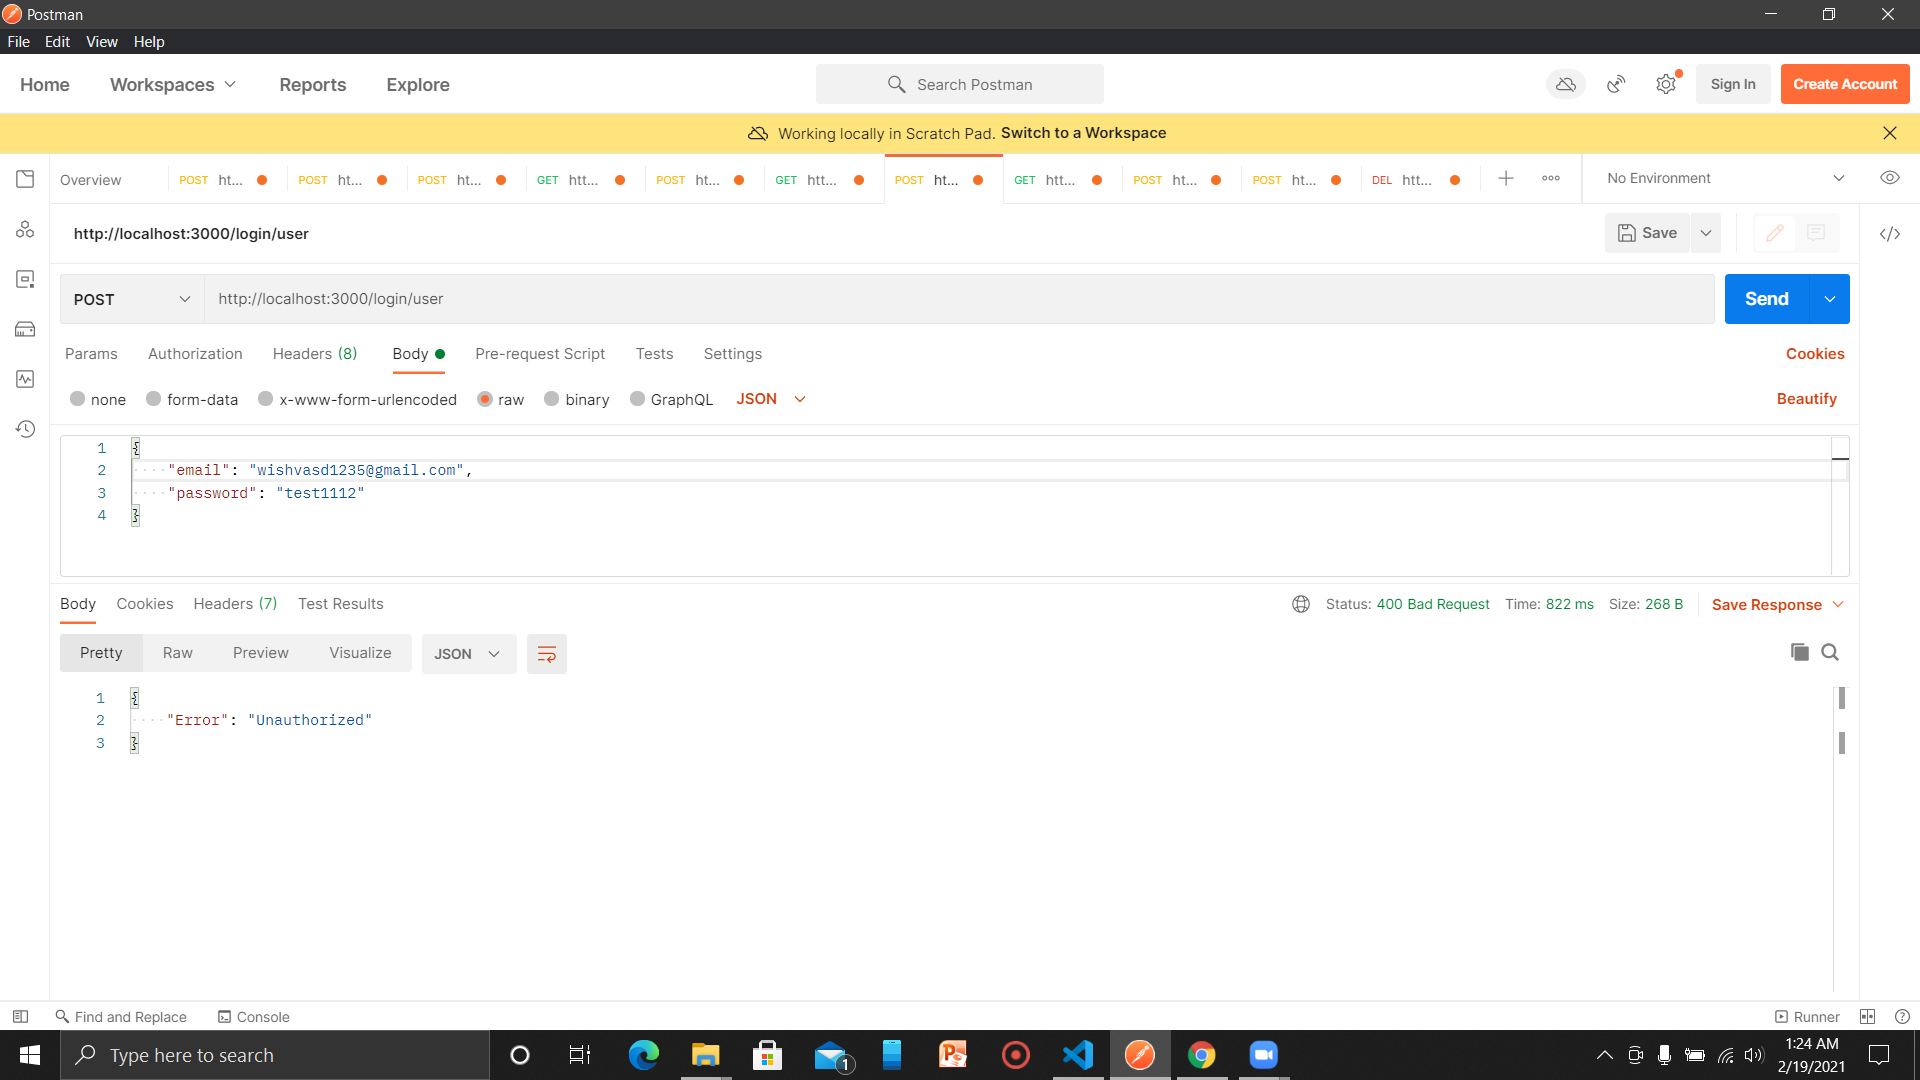 Postman
File Edit View Help
Home Workspaces Reports Explore Search Postman Sign In Create Account
Working locally in Scratch Pad. Switch to a Workspace
Overview POST ht... POST ht... POST ht... GET htt... POST ht... GET htt... POST ht... GET htt... POST ht... POST ht... DEL htt... No Environment
http://localhost:3000/login/user Save
POST http://localhost:3000/login/user Send
Params Authorization Headers (8) Body Pre-request Script Tests Settings Cookies
none form-data x-www-form-urlencoded raw binary GraphQL JSON Beautify
1 {
2 "email": "wishvasd1235@gmail.com",
3 "password": "test1112"
4 }
Body Cookies Headers (7) Test Results Status: 400 Bad Request Time: 822 ms Size: 268 B Save Response
Pretty Raw Preview Visualize JSON
1 {
2 "Error": "Unauthorized"
3 }
Find and Replace Console Runner
Type here to search 1 1:24 AM
2/19/2021